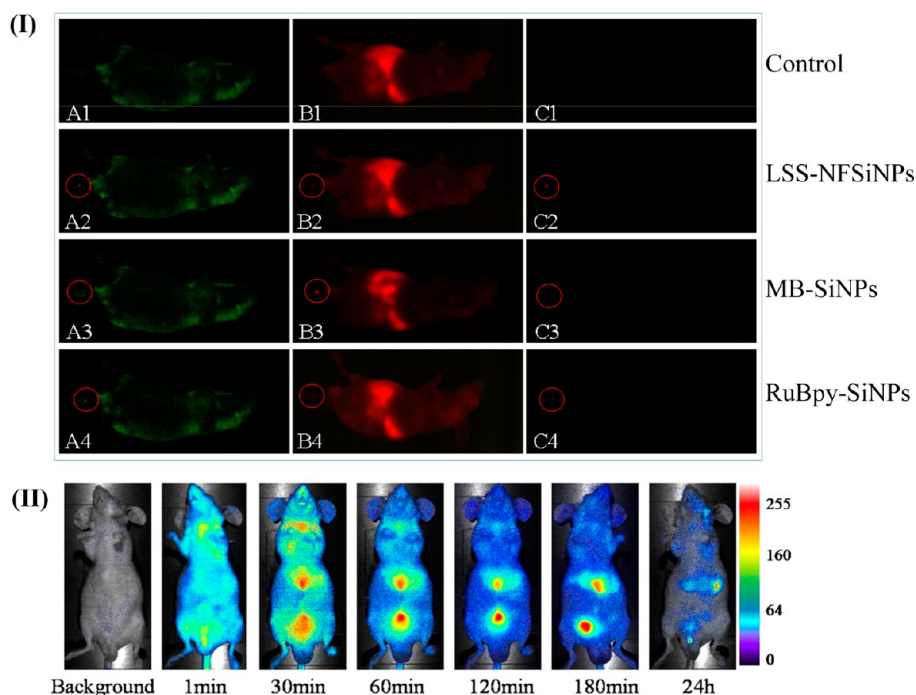 (I)
A1 B1 C1 Control
A2 B2 C2 LSS-NFSiNPs
A3 B3 C3 MB-SiNPs
A4 B4 C4 RuBpy-SiNPs
(II)
255
160
64
0
Background 1min 30min 60min 120min 180min 24h